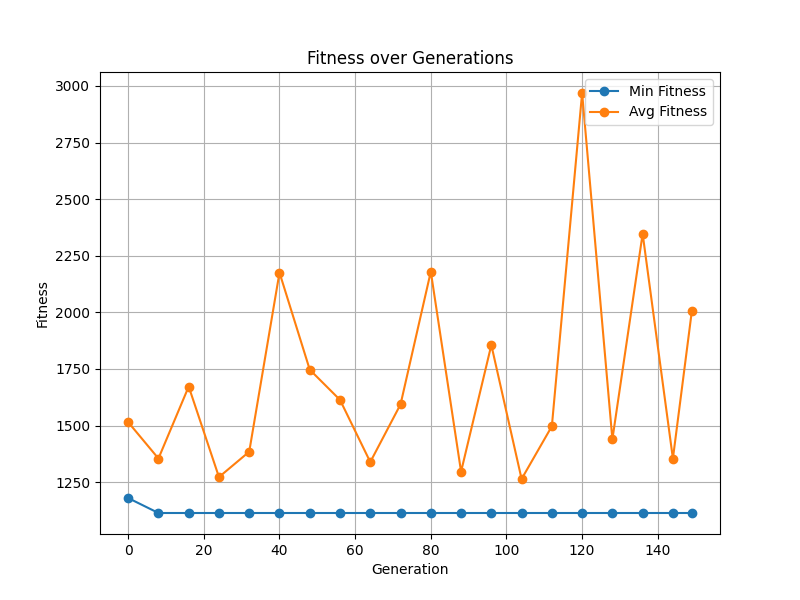 Fitness over Generations
Min Fitness
Avg Fitness
3000
2750
2500
2250
2000
1750
1500
1250
Fitness
0 20 40 60 80 100 120 140
Generation